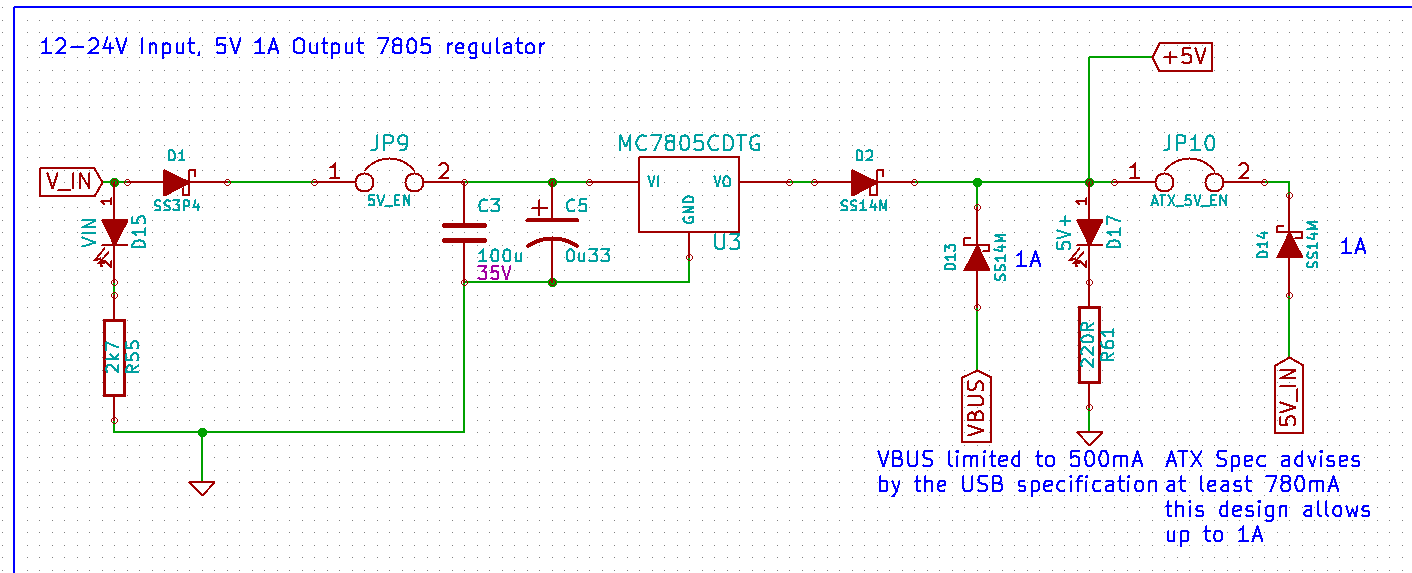 12-24V Input, 5V 1A Output 7805 regulator
+5V
JP9
MC7805CDTG
JP10
D1
D2
V_IN
1
2
VI
VO
1
2
SS3P4
5V_EN
SS14M
ATX_5V_EN
1
VIN
D15
2
C3
C5
GND
U3
100u
0u33
35V
D13
SS14M
1A
1
5V+
D17
2
D14
SS14M
1A
2k7
R55
220R
R61
VBUS
5V_IN
VBUS limited to 500mA
by the USB specification
ATX Spec advises
at least 780mA
this design allows
up to 1A